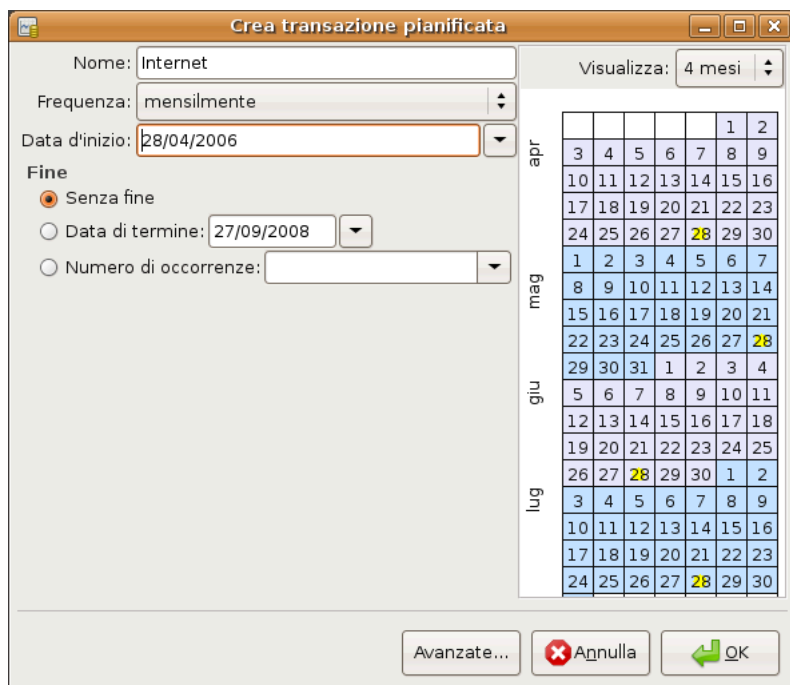 Crea transazione pianificata
Nome: Internet
Frequenza: mensilmente
Data d'inizio: 28/04/2006
Fine
Senza fine
Data di termine: 27/09/2008
Numero di occorrenze:
Visualizza: 4 mesi
apr
1 2
3 4 5 6 7 8 9
10 11 12 13 14 15 16
17 18 19 20 21 22 23
24 25 26 27 28 29 30
mag
1 2 3 4 5 6 7
8 9 10 11 12 13 14
15 16 17 18 19 20 21
22 23 24 25 26 27 28
29 30 31 1 2 3 4
giu
5 6 7 8 9 10 11
12 13 14 15 16 17 18
19 20 21 22 23 24 25
26 27 28 29 30 1 2
lug
3 4 5 6 7 8 9
10 11 12 13 14 15 16
17 18 19 20 21 22 23
24 25 26 27 28 29 30
Avanzate...
Annulla
OK